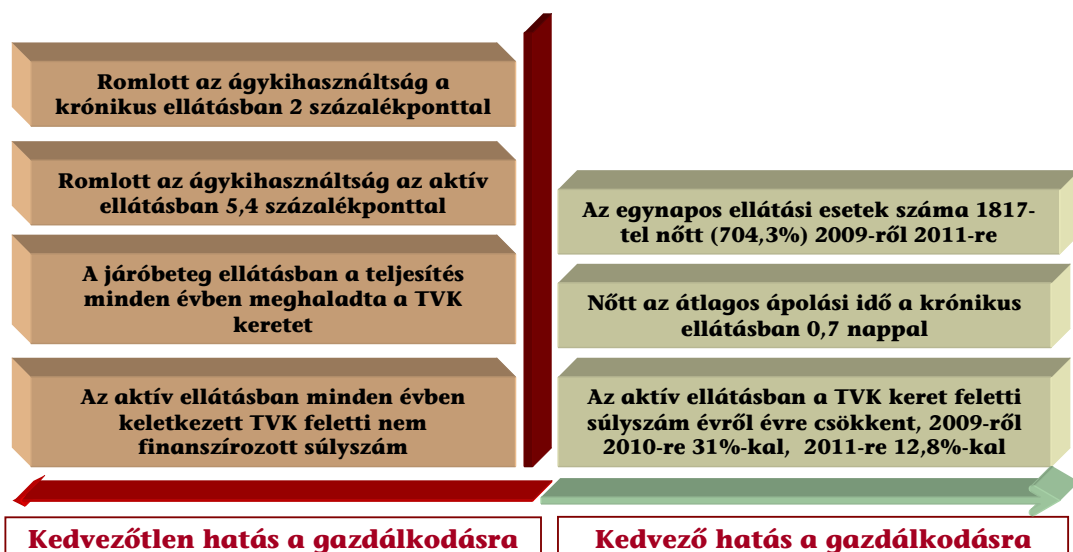 Romlott az ágykihasználtság a
krónikus ellátásban 2 százalékponttal
Romlott az ágykihasználtság az aktív
ellátásban 5,4 százalékponttal
A járóbeteg ellátásban a teljesítés
minden évben meghaladta a TVK
keretet
Az aktív ellátásban minden évben
keletkezett TVK feletti nem
finanszírozott súlyszám
Az egynapos ellátási esetek száma 1817-
tel nőtt (704,3%) 2009-ről 2011-re
Nőtt az átlagos ápolási idő a krónikus
ellátásban 0,7 nappal
Az aktív ellátásban a TVK keret feletti
súlyszám évről évre csökkent, 2009-ről
2010-re 31%-kal, 2011-re 12,8%-kal
Kedvezőtlen hatás a gazdálkodásra
Kedvező hatás a gazdálkodásra